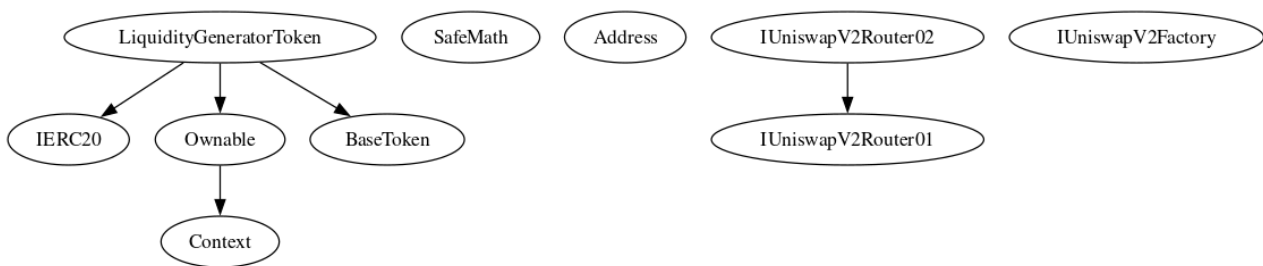 LiquidityGeneratorToken SafeMath Address IUniswapV2Router02 IUniswapV2Factory
IERC20 Ownable BaseToken IUniswapV2Router01
Context